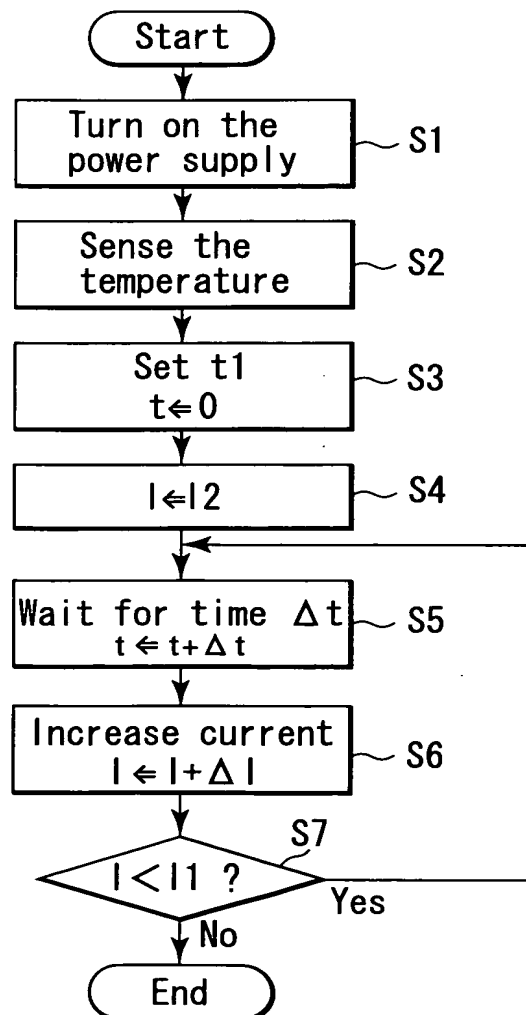 Start
Turn on the
power supply
S1
Sense the
temperature
S2
Set t1
t⇐0
S3
I⇐I2
S4
Wait for time Δt
t⇐t+Δt
S5
Increase current
I⇐I+ΔI
S6
S7
I<I1 ?
Yes
No
End